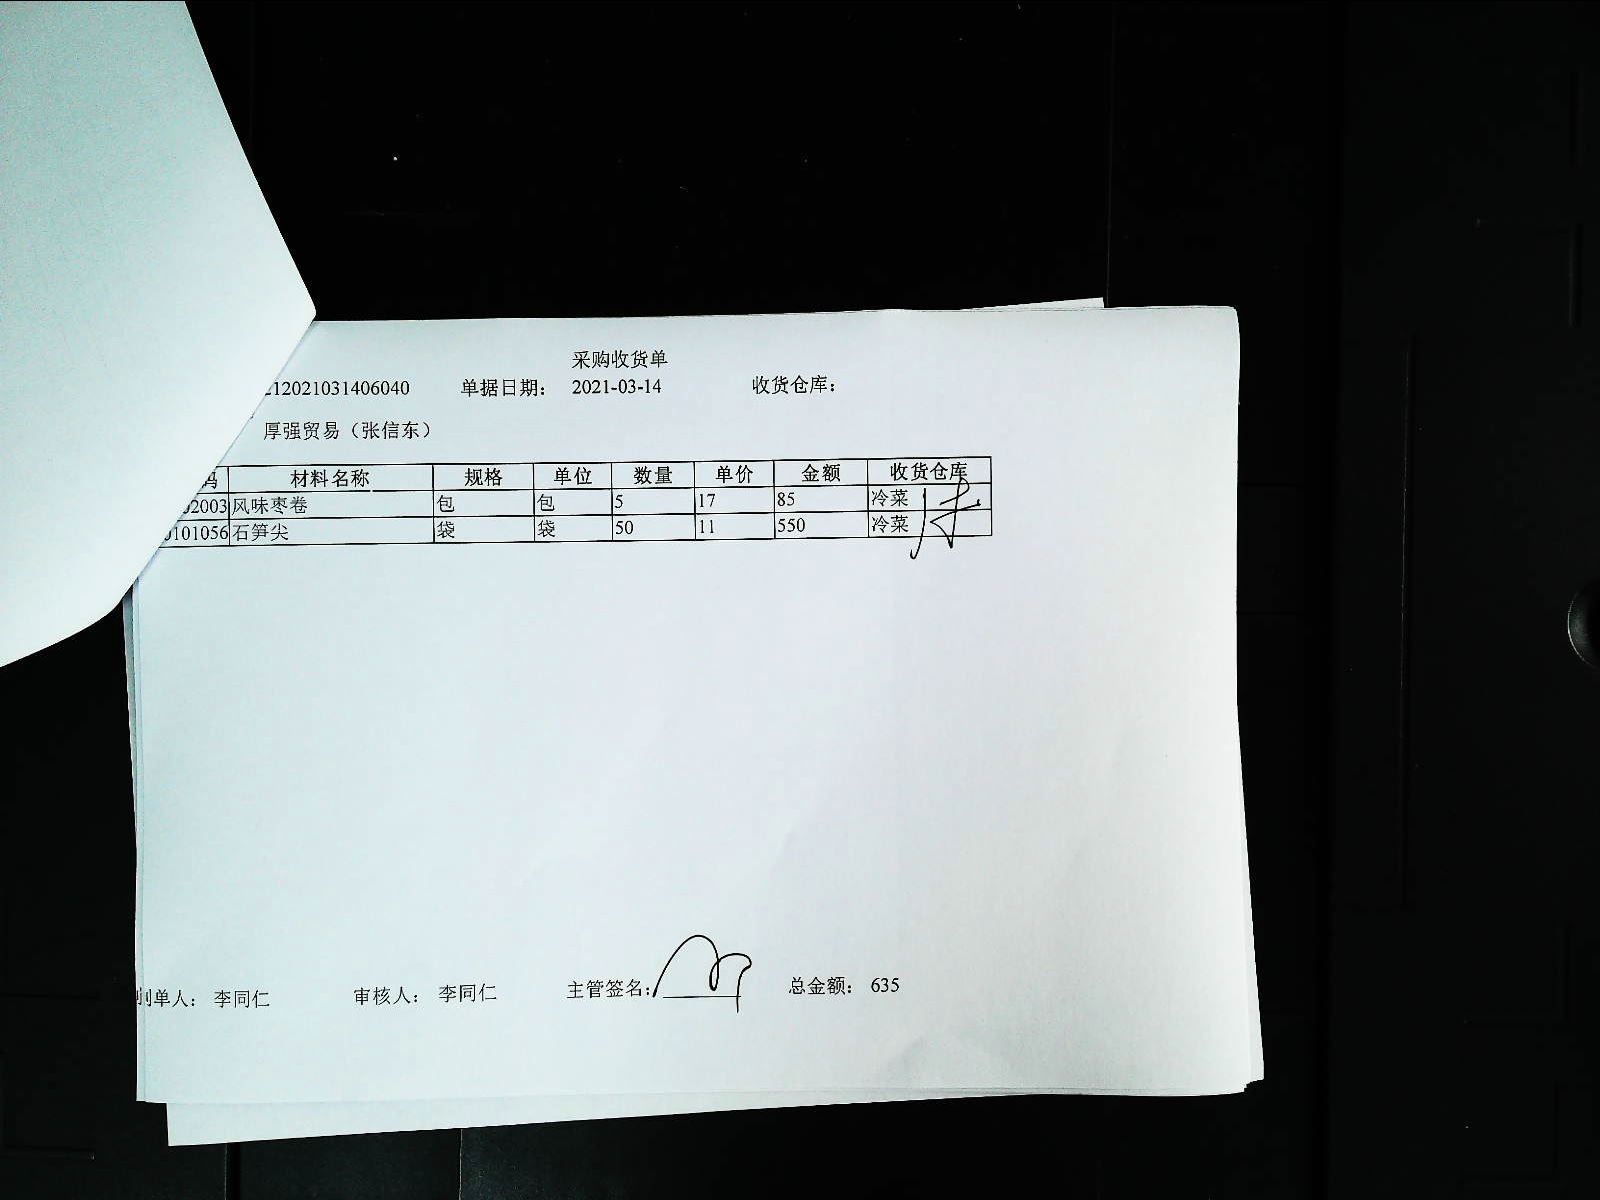 采购收货单
212021031406040 单据日期： 2021-03-14 收货仓库：
厚强贸易（张信东）
码 材料名称 规格 单位 数量 单价 金额 收货仓库
02003 风味枣卷 包 包 5 17 85 冷菜
0101056 石笋尖 袋 袋 50 11 550 冷菜
制单人： 李同仁 审核人： 李同仁 主管签名： 总金额： 635